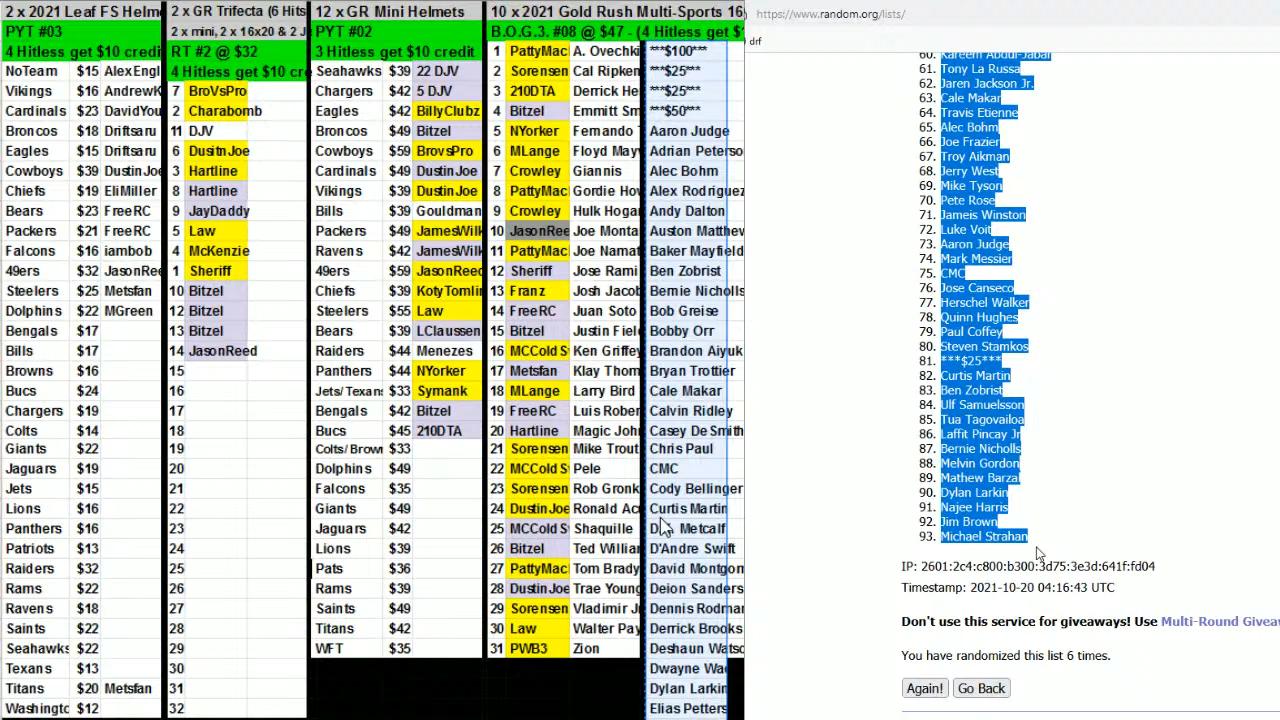 2 x 2021 Leaf FS Helme
PYT #03
4 Hitless get $10 credi
NoTeam $15 AlexEngl
Vikings $16 AndrewK
Cardinals $23 DavidYou
Broncos $18 Driftsaru
Eagles $15 Driftsaru
Cowboys $39 DustinJoe
Chiefs $19 EliMiller
Bears $23 FreeRC
Packers $21 FreeRC
Falcons $16 iambob
49ers $32 JasonRee
Steelers $25 Metsfan
Dolphins $22 MGreen
Bengals $17
Bills $17
Browns $16
Bucs $24
Chargers $19
Colts $14
Giants $22
Jaguars $19
Jets $15
Lions $16
Panthers $16
Patriots $13
Raiders $32
Rams $22
Ravens $18
Saints $22
Seahawks $22
Texans $13
Titans $20 Metsfan
Washingto $12
2 x GR Trifecta (6 Hits
2 x mini, 2 x 16x20 & 2 J
RT #2 @ $32
4 Hitless get $10 cre
7 BroVsPro
2 Charabomb
11 DJV
6 DusitnJoe
3 Hartline
8 Hartline
9 JayDaddy
5 Law
4 McKenzie
1 Sheriff
10 Bitzel
12 Bitzel
13 Bitzel
14 JasonReed
15
16
17
18
19
20
21
22
23
24
25
26
27
28
29
30
31
32
12 x GR Mini Helmets
PYT #02
3 Hitless get $10 credit
Seahawks $39 22 DJV
Chargers $42 5 DJV
Eagles $42 BillyClubz
Broncos $49 Bitzel
Cowboys $59 BrovsPro
Cardinals $49 DustinJoe
Vikings $39 DustinJoe
Bills $39 Gouldman
Packers $49 JamesWilk
Ravens $42 JamesWilk
49ers $59 JasonReed
Chiefs $39 KotyTomlin
Steelers $55 Law
Bears $39 LClaussen
Raiders $44 Menezes
Panthers $44 NYorker
Jets/ Texans $33 Symank
Bengals $42 Bitzel
Bucs $45 210DTA
Colts/ Brown $33
Dolphins $49
Falcons $35
Giants $49
Jaguars $42
Lions $39
Pats $36
Rams $39
Saints $49
Titans $42
WFT $35
10 x 2021 Gold Rush Multi-Sports 16
B.O.G.3. #08 @ $47 - (4 Hitless get $
1 PattyMac A. Ovechki ***$100***
2 Sorensen Cal Ripken ***$25***
3 210DTA Derrick He ***$25***
4 Bitzel Emmitt Sm ***$50***
5 NYorker Fernando T Aaron Judge
6 MLange Floyd Mayw Adrian Peterso
7 Crowley Giannis Alec Bohm
8 PattyMac Gordie How Alex Rodriguez
9 Crowley Hulk Hogan Andy Dalton
10 JasonRee Joe Monta Auston Matthew
11 PattyMac Joe Namat Baker Mayfield
12 Sheriff Jose Rami Ben Zobrist
13 Franz Josh Jacob Bernie Nicholls
14 FreeRC Juan Soto Bob Greise
15 Bitzel Justin Fiel Bobby Orr
16 MCCold S Ken Griffey Brandon Aiyuk
17 Metsfan Klay Thom Bryan Trottier
18 MLange Larry Bird Cale Makar
19 FreeRC Luis Rober Calvin Ridley
20 Hartline Magic John Casey DeSmith
21 Sorensen Mike Trout Chris Paul
22 MCCold S Pele CMC
23 Sorensen Rob Gronk Cody Bellinger
24 DustinJoe Ronald Acu Curtis Martin
25 MCCold S Shaquille Metcalf
26 Bitzel Ted Willian D'Andre Swift
27 PattyMac Tom Brady David Montgon
28 DustinJoe Trae Young Deion Sanders
29 Sorensen Vladimir Jr Dennis Rodmar
30 Law Walter Pay Derrick Brooks
31 PWB3 Zion Deshaun Watso
Dwayne Wad
Dylan Larkin
Elias Petters
https://www.random.org/lists/
drf
60. Kareem Abdul-Jabar
61. Tony La Russa
62. Jaren Jackson Jr.
63. Cale Makar
64. Travis Etienne
65. Alec Bohm
66. Joe Frazier
67. Troy Aikman
68. Jerry West
69. Mike Tyson
70. Pete Rose
71. Jameis Winston
72. Luke Voit
73. Aaron Judge
74. Mark Messier
75. CMC
76. Jose Canseco
77. Herschel Walker
78. Quinn Hughes
79. Paul Coffey
80. Steven Stamkos
81. ***$25***
82. Curtis Martin
83. Ben Zobrist
84. Ulf Samuelsson
85. Tua Tagovailoa
86. Laffit Pincay Jr
87. Bernie Nicholls
88. Melvin Gordon
89. Mathew Barzal
90. Dylan Larkin
91. Najee Harris
92. Jim Brown
93. Michael Strahan
IP: 2601:2c4:c800:b300:3d75:3e3d:641f:fd04
Timestamp: 2021-10-20 04:16:43 UTC
Don't use this service for giveaways! Use Multi-Round Givea
You have randomized this list 6 times.
Again! Go Back